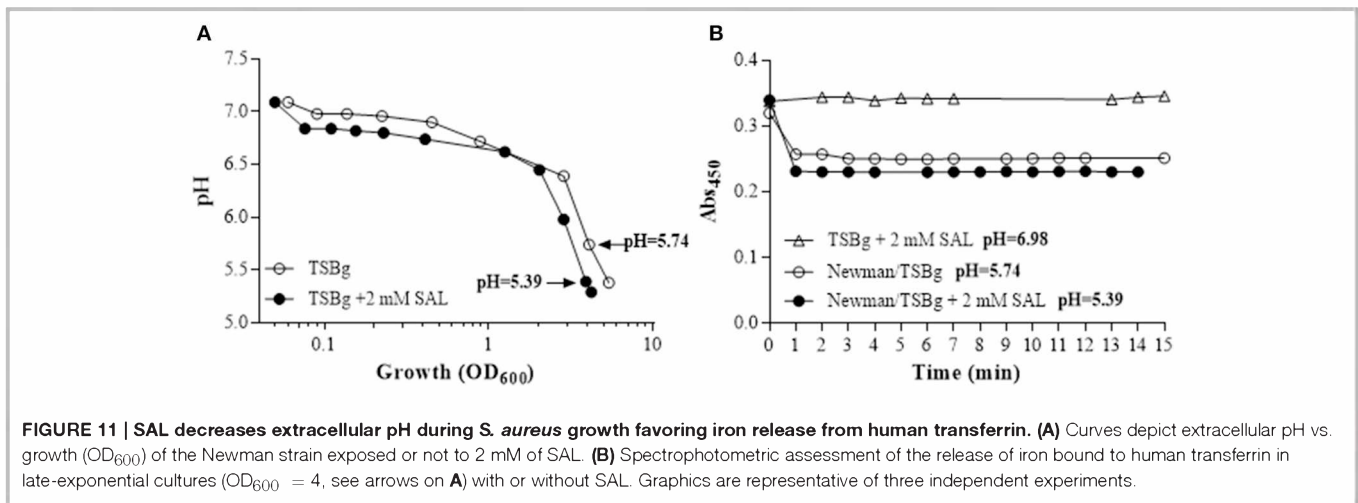 A
7.5
7.0
6.5
6.0
5.5
5.0
pH
pH=5.74
pH=5.39
TSBg
TSBg +2 mM SAL
0.1
1
10
Growth (OD600)
B
0.4
0.3
0.2
0.1
0.0
Abs450
TSBg + 2 mM SAL pH=6.98
Newman/TSBg pH=5.74
Newman/TSBg + 2 mM SAL pH=5.39
0 1 2 3 4 5 6 7 8 9 10 11 12 13 14 15
Time (min)
FIGURE 11 | SAL decreases extracellular pH during S. aureus growth favoring iron release from human transferrin. (A) Curves depict extracellular pH vs.
growth (OD600) of the Newman strain exposed or not to 2 mM of SAL. (B) Spectrophotometric assessment of the release of iron bound to human transferrin in
late-exponential cultures (OD600 = 4, see arrows on A) with or without SAL. Graphics are representative of three independent experiments.